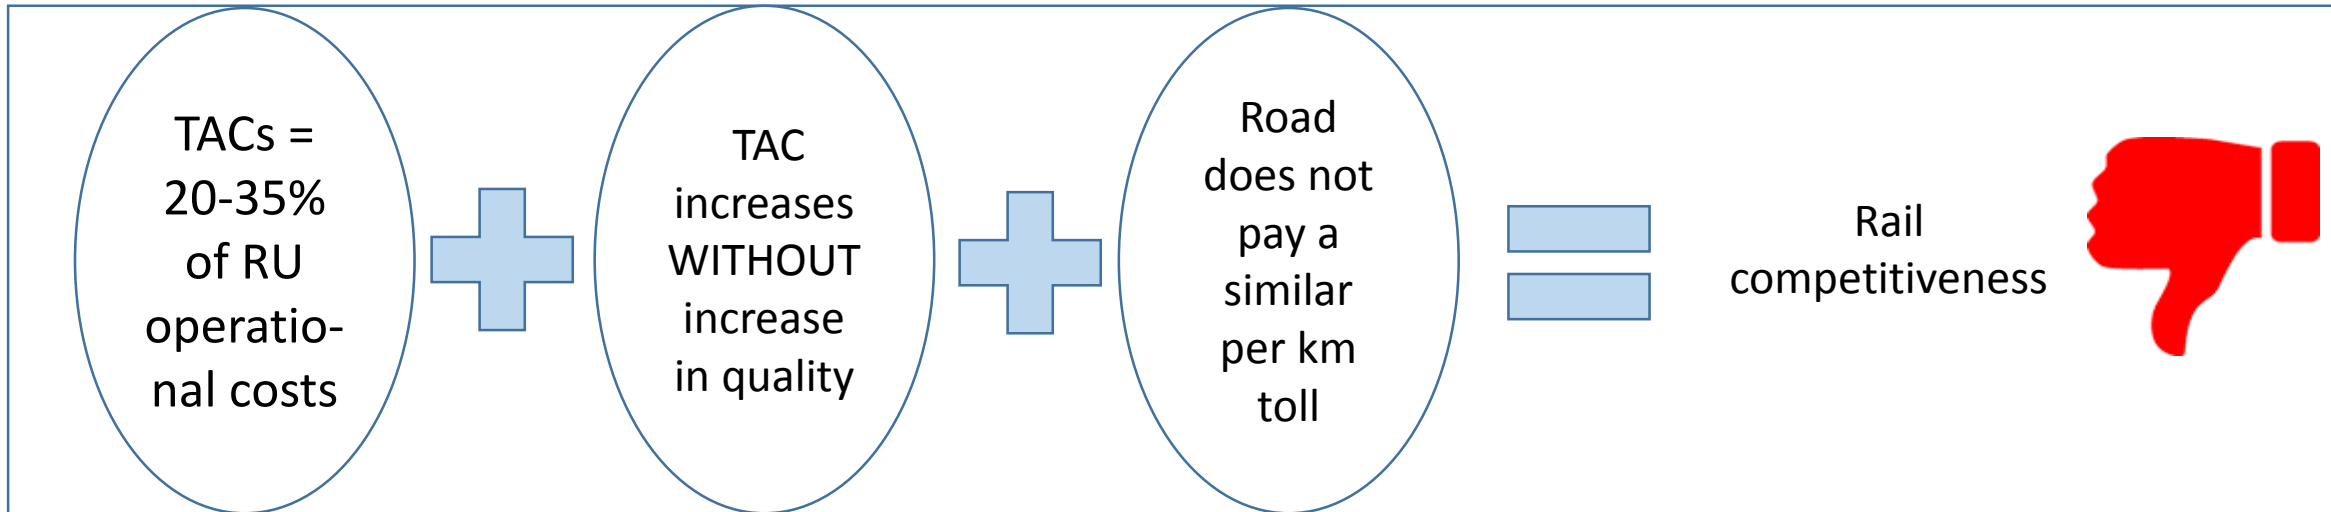 TACs =
20-35%
of RU
operatio-
nal costs
TAC
increases
WITHOUT
increase
in quality
Road
does not
pay a
similar
per km
toll
Rail
competitiveness